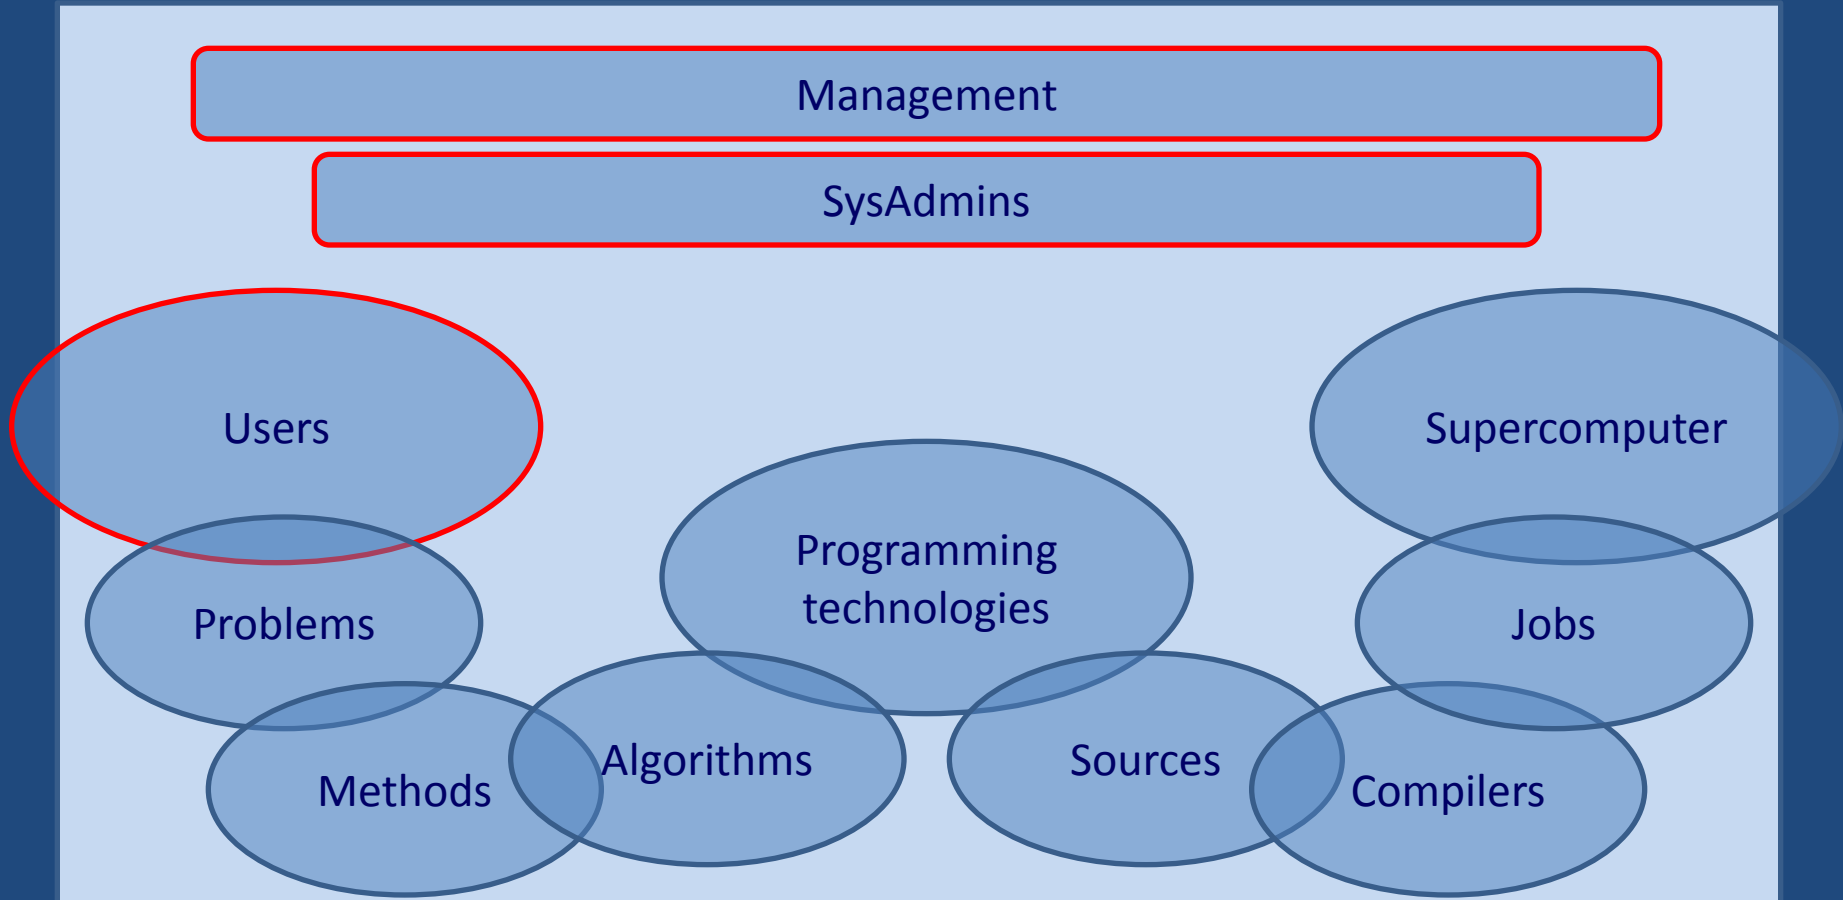 Management
SysAdmins
Users
Supercomputer
Programming
technologies
Problems
Jobs
Algorithms
Sources
Methods
Compilers